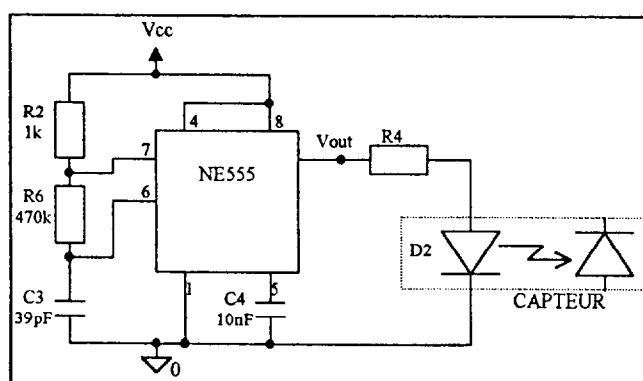 Vcc
R2
1k
4
8
7
Vout
R4
NE555
6
R6
470k
D2
1
5
C3
39pF
C4
10nF
CAPTEUR
0